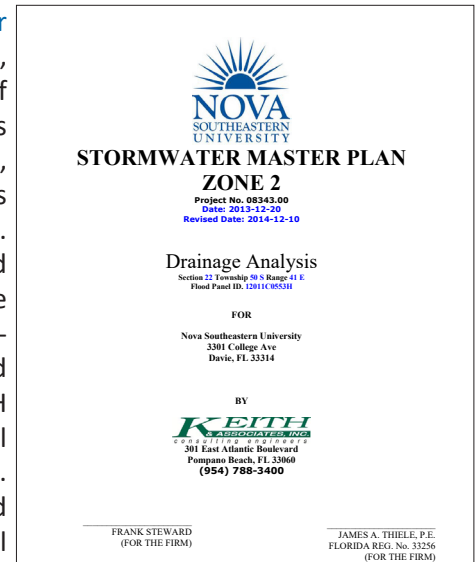 r
,
f
s
,
s
.
d
e
-
d
H
l
.
d
l
NOVA
SOUTHEASTERN
UNIVERSITY
STORMWATER MASTER PLAN
ZONE 2
Project No. 08343.00
Date: 2013-12-20
Revised Date: 2014-12-10
Drainage Analysis
Section 22 Township 50 S Range 41 E
Flood Panel ID. 12011C0553H
FOR
Nova Southeastern University
3301 College Ave
Davie, FL 33314
BY
KEITH
& ASSOCIATES, INC.
consulting engineers
301 East Atlantic Boulevard
Pompano Beach, FL 33060
(954) 788-3400
FRANK STEWARD
(FOR THE FIRM)
JAMES A. THIELE, P.E.
FLORIDA REG. No. 33256
(FOR THE FIRM)